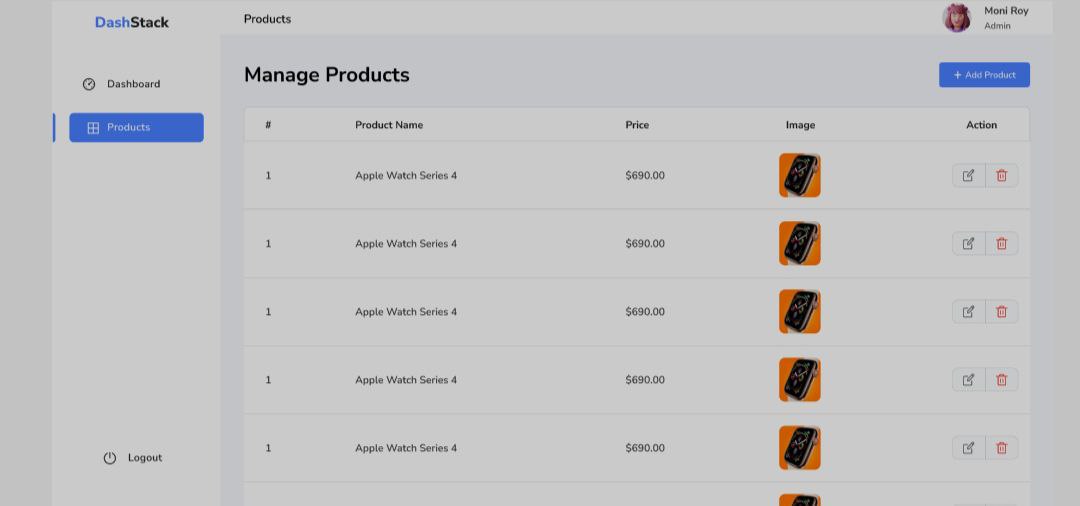 DashStack
Products
Moni Roy
Admin
Dashboard
Products
Logout
Manage Products
+ Add Product
# Product Name Price Image Action
1 Apple Watch Series 4 $690.00
1 Apple Watch Series 4 $690.00
1 Apple Watch Series 4 $690.00
1 Apple Watch Series 4 $690.00
1 Apple Watch Series 4 $690.00